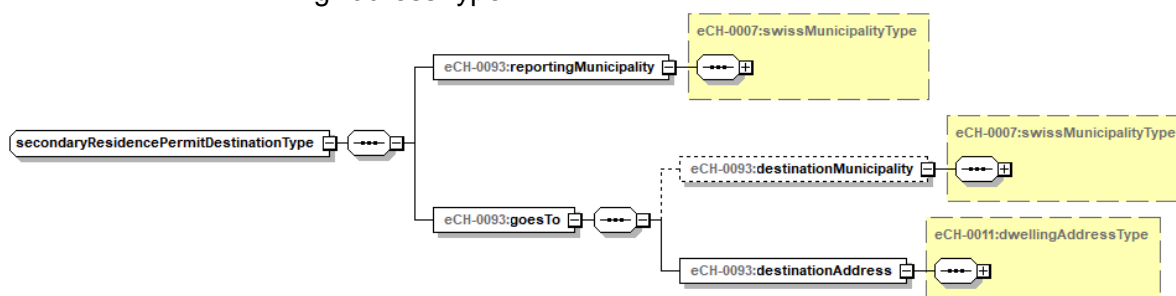 eCH-0007:swissMunicipalityType
eCH-0093:reportingMunicipality
secondaryResidencePermitDestinationType
eCH-0007:swissMunicipalityType
eCH-0093:destinationMunicipality
eCH-0093:goesTo
eCH-0011:dwellingAddressType
eCH-0093:destinationAddress